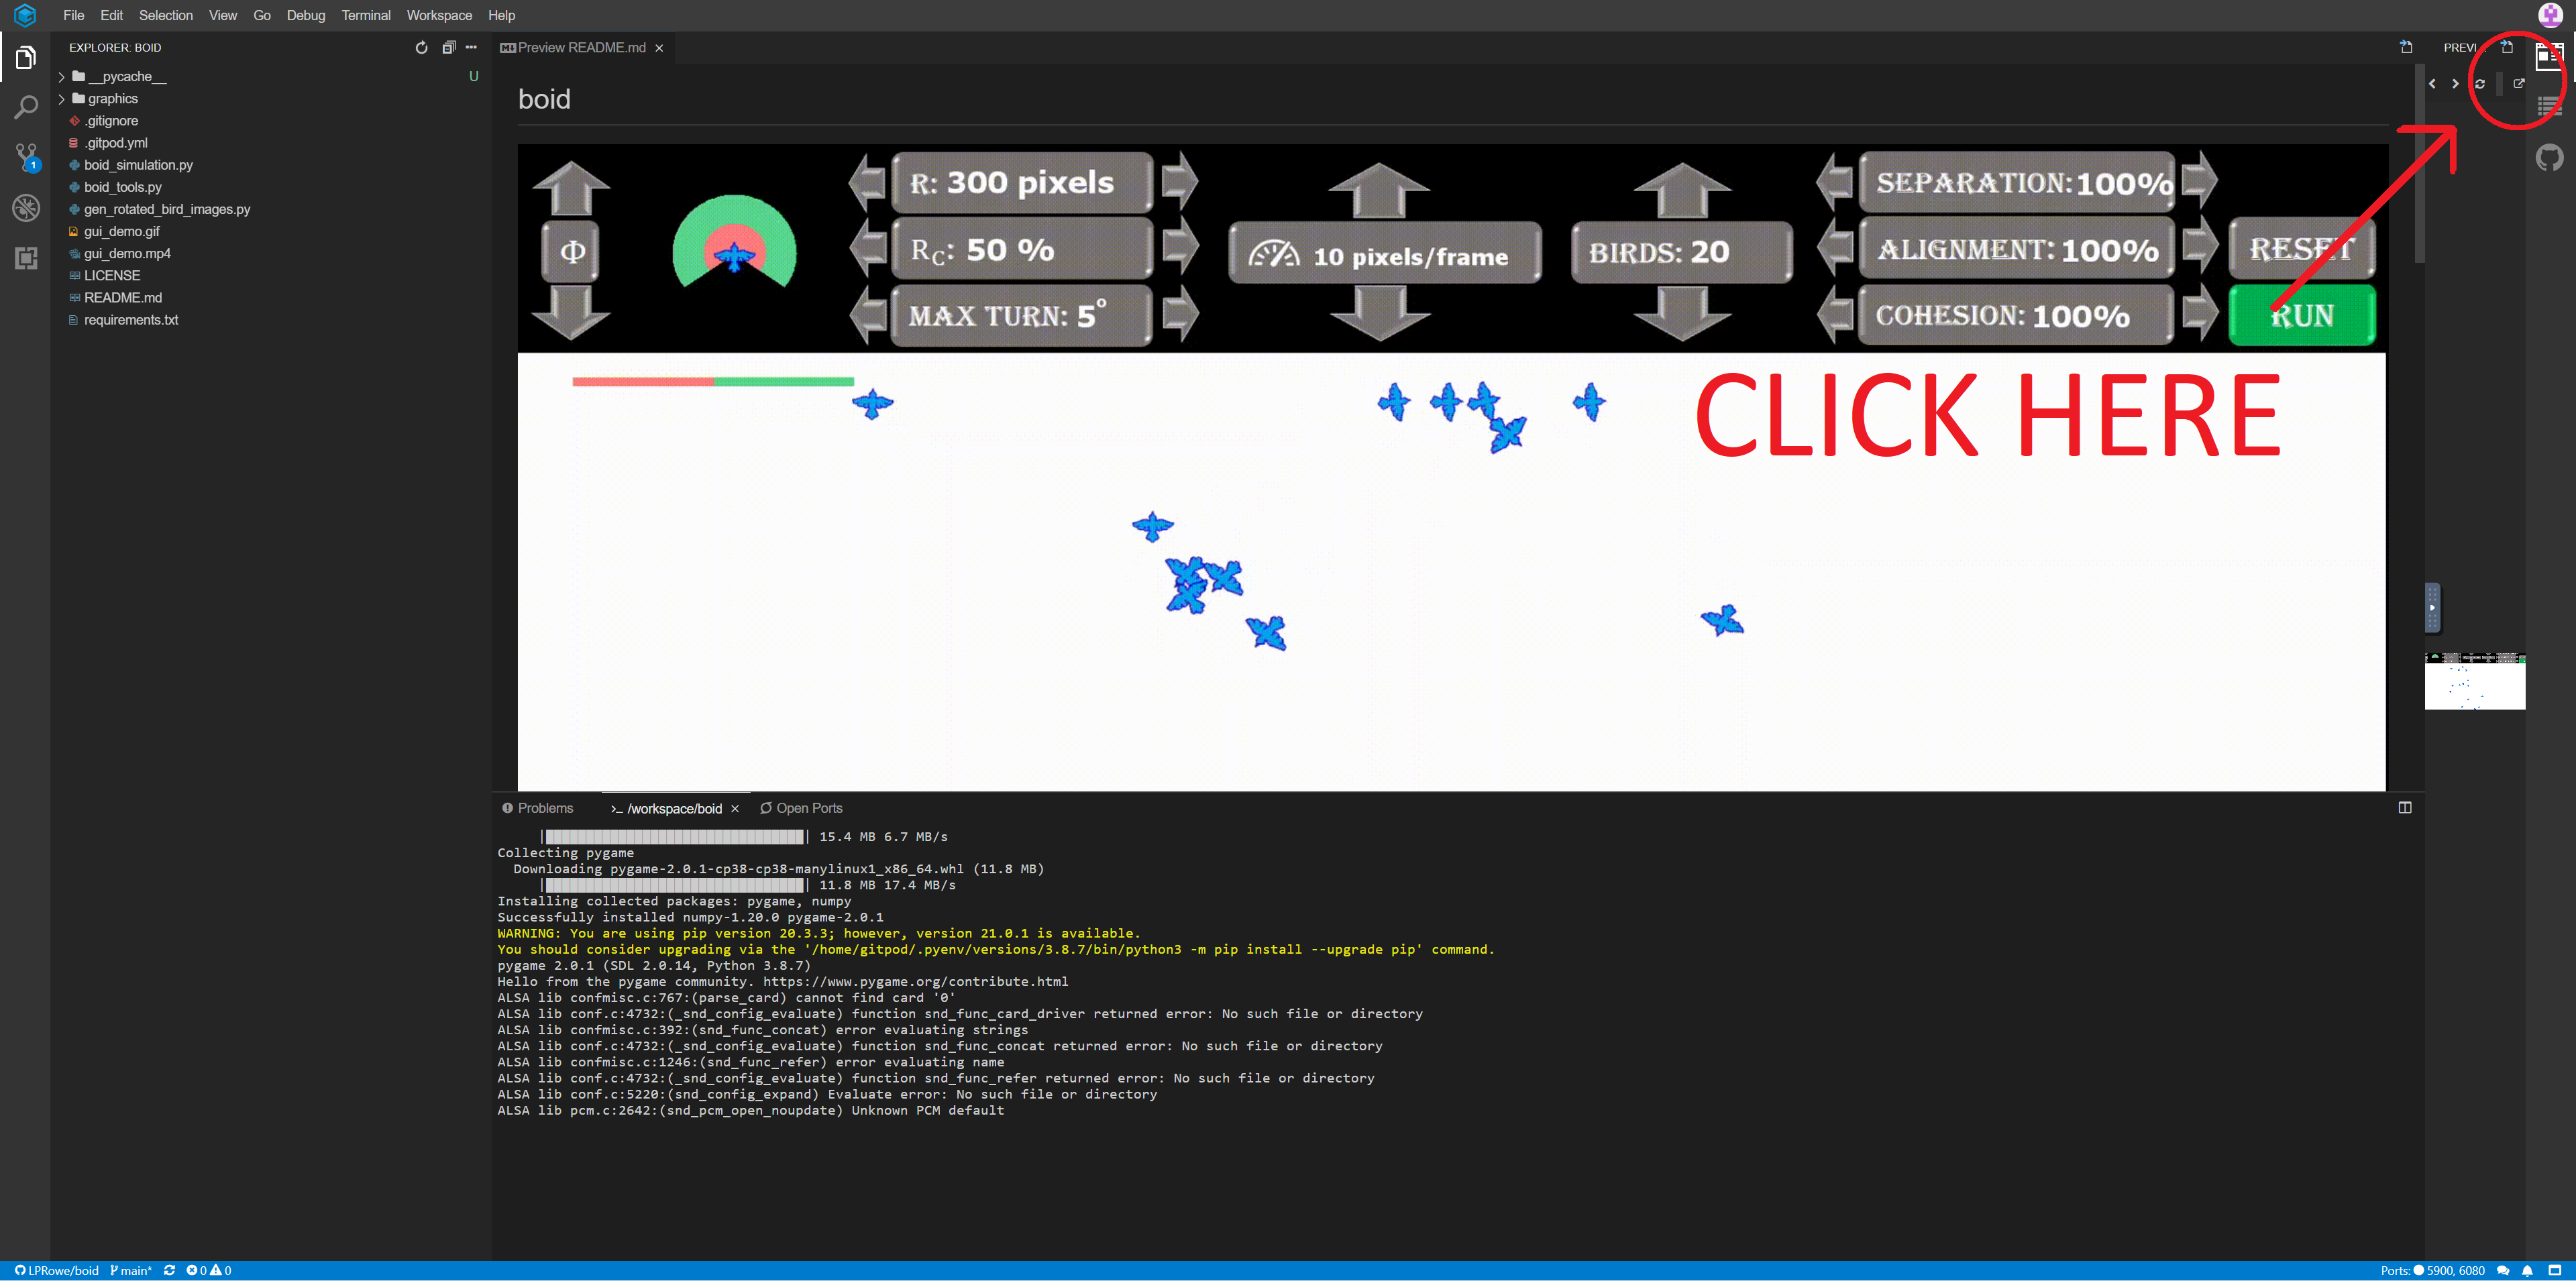 File Edit Selection View Go Debug Terminal Workspace Help
EXPLORER: BOID
Preview README.md
__pycache__ U
graphics
.gitignore
.gitpod.yml
boid_simulation.py
boid_tools.py
gen_rotated_bird_images.py
gui_demo.gif
gui_demo.mp4
LICENSE
README.md
requirements.txt
1
boid
Φ
R: 300 pixels
RC: 50 %
MAX TURN: 5°
10 pixels/frame
BIRDS: 20
SEPARATION: 100%
ALIGNMENT: 100%
COHESION: 100%
RESET
RUN
CLICK HERE
Problems >_ /workspace/boid Open Ports
15.4 MB 6.7 MB/s
Collecting pygame
Downloading pygame-2.0.1-cp38-cp38-manylinux1_x86_64.whl (11.8 MB)
11.8 MB 17.4 MB/s
Installing collected packages: pygame, numpy
Successfully installed numpy-1.20.0 pygame-2.0.1
WARNING: You are using pip version 20.3.3; however, version 21.0.1 is available.
You should consider upgrading via the '/home/gitpod/.pyenv/versions/3.8.7/bin/python3 -m pip install --upgrade pip' command.
pygame 2.0.1 (SDL 2.0.14, Python 3.8.7)
Hello from the pygame community. https://www.pygame.org/contribute.html
ALSA lib confmisc.c:767:(parse_card) cannot find card '0'
ALSA lib conf.c:4732:(_snd_config_evaluate) function snd_func_card_driver returned error: No such file or directory
ALSA lib confmisc.c:392:(snd_func_concat) error evaluating strings
ALSA lib conf.c:4732:(_snd_config_evaluate) function snd_func_concat returned error: No such file or directory
ALSA lib confmisc.c:1246:(snd_func_refer) error evaluating name
ALSA lib conf.c:4732:(_snd_config_evaluate) function snd_func_refer returned error: No such file or directory
ALSA lib conf.c:5220:(snd_config_expand) Evaluate error: No such file or directory
ALSA lib pcm.c:2642:(snd_pcm_open_noupdate) Unknown PCM default
LPRowe/boid main* 0 0
Ports: 5900, 6080